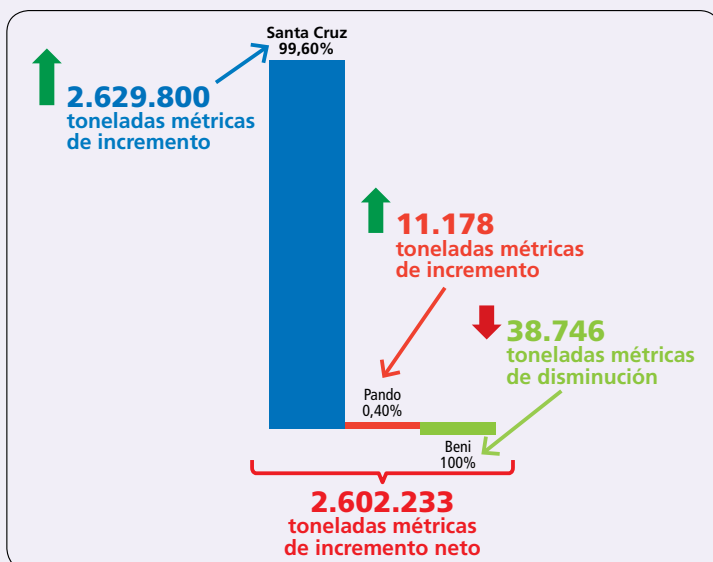 Santa Cruz
99,60%
2.629.800
toneladas métricas
de incremento
11.178
toneladas métricas
de incremento
38.746
toneladas métricas
de disminución
Pando
0,40%
Beni
100%
2.602.233
toneladas métricas
de incremento neto